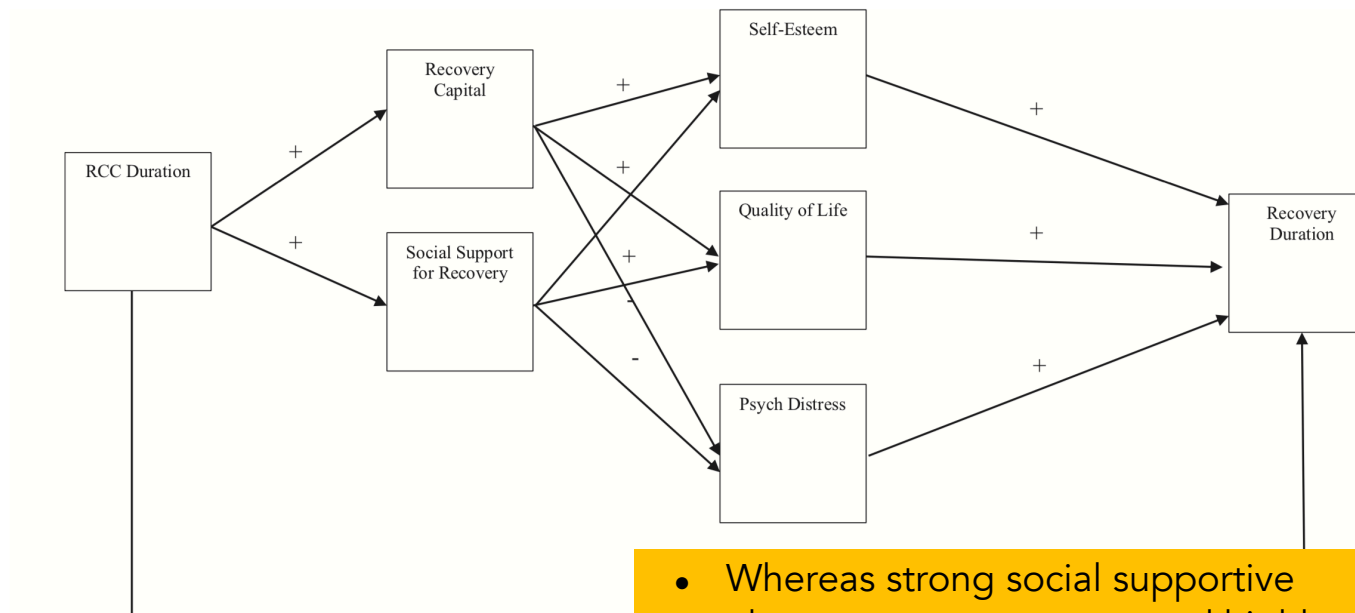 Self-Esteem
Recovery
Capital
+
+
+
RCC Duration
+
Quality of Life
Recovery
Duration
+
+
Social Support
for Recovery
+
-
-
+
Psych Distress
• Whereas strong social supportive